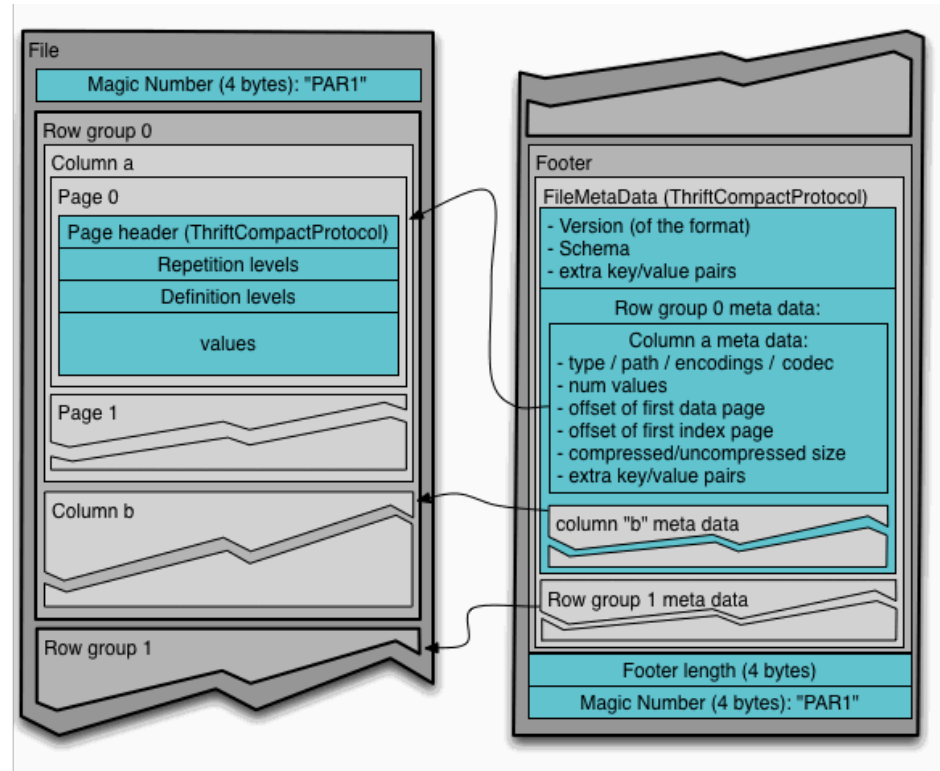 File
Magic Number (4 bytes): "PAR1"
Row group 0
Column a
Page 0
Page header (ThriftCompactProtocol)
Repetition levels
Definition levels
values
Page 1
Column b
Row group 1
Footer
FileMetaData (ThriftCompactProtocol)
- Version (of the format)
- Schema
- extra key/value pairs
Row group 0 meta data:
Column a meta data:
- type / path / encodings / codec
- num values
- offset of first data page
- offset of first index page
- compressed/uncompressed size
- extra key/value pairs
column "b" meta data
Row group 1 meta data
Footer length (4 bytes)
Magic Number (4 bytes): "PAR1"